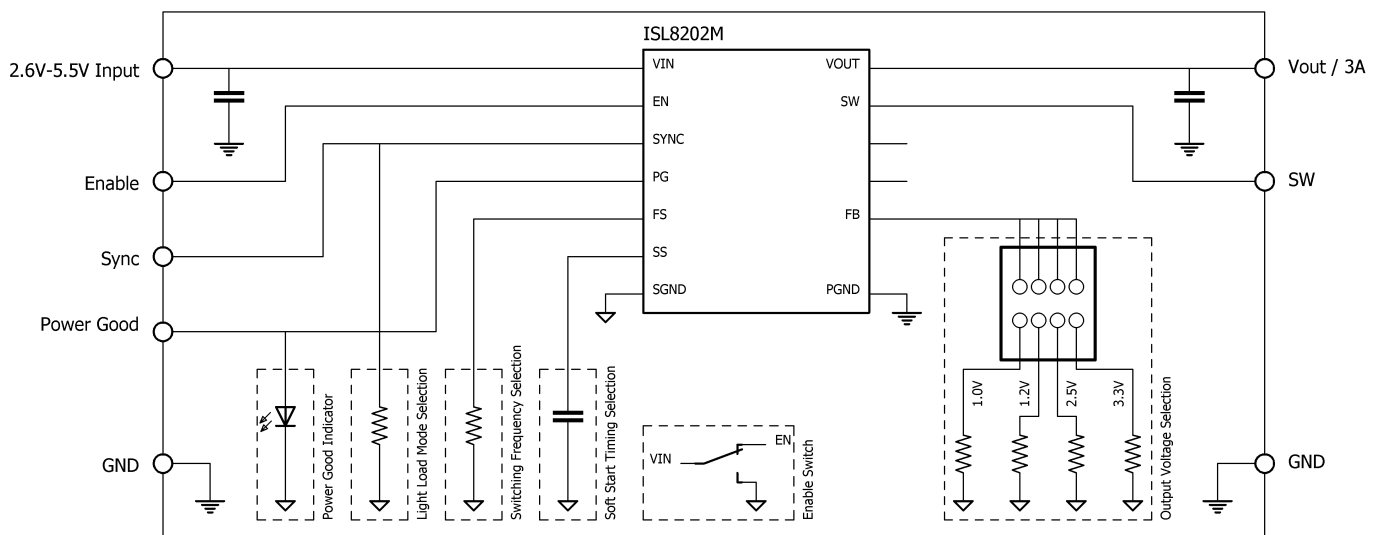 ISL8202M
2.6V-5.5V Input
VIN
VOUT
Vout / 3A
EN
SW
SYNC
Enable
PG
SW
FS
FB
Sync
SS
SGND
PGND
Power Good
Power Good Indicator
Light Load Mode Selection
Switching Frequency Selection
Soft Start Timing Selection
VIN
EN
Enable Switch
1.0V
1.2V
2.5V
3.3V
Output Voltage Selection
GND
GND